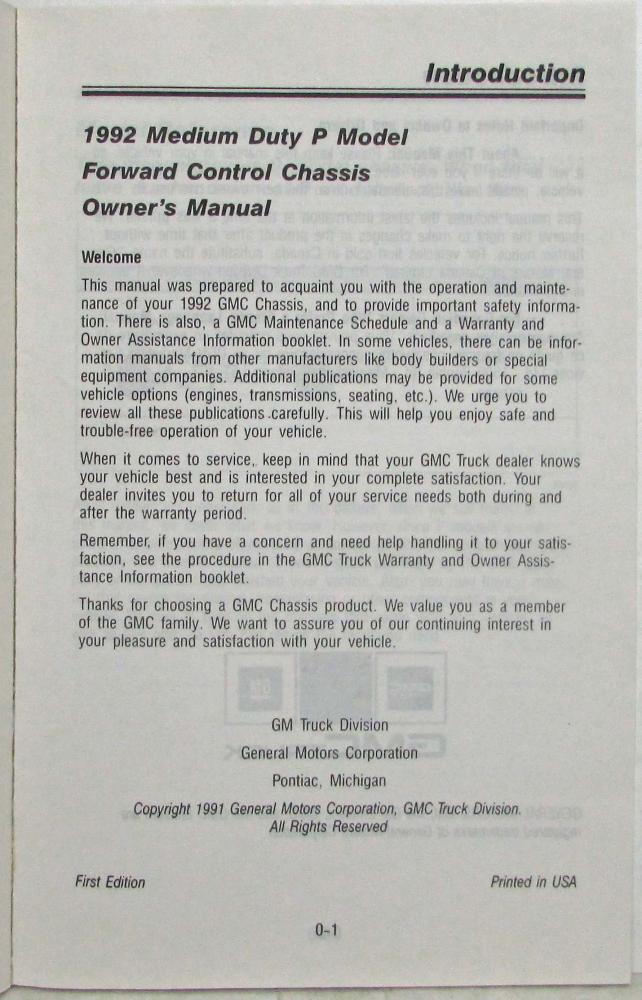 Introduction
1992 Medium Duty P Model
Forward Control Chassis
Owner's Manual
Welcome
This manual was prepared to acquaint you with the operation and mainte-
nance of your 1992 GMC Chassis, and to provide important safety informa-
tion. There is also, a GMC Maintenance Schedule and a Warranty and
Owner Assistance Information booklet. In some vehicles, there can be infor-
mation manuals from other manufacturers like body builders or special
equipment companies. Additional publications may be provided for some
vehicle options (engines, transmissions, seating, etc.). We urge you to
review all these publications .carefully. This will help you enjoy safe and
trouble-free operation of your vehicle.
When it comes to service, keep in mind that your GMC Truck dealer knows
your vehicle best and is interested in your complete satisfaction. Your
dealer invites you to return for all of your service needs both during and
after the warranty period.
Remember, if you have a concern and need help handling it to your satis-
faction, see the procedure in the GMC Truck Warranty and Owner Assis-
tance Information booklet.
Thanks for choosing a GMC Chassis product. We value you as a member
of the GMC family. We want to assure you of our continuing interest in
your pleasure and satisfaction with your vehicle.
GM Truck Division
General Motors Corporation
Pontiac, Michigan
Copyright 1991 General Motors Corporation, GMC Truck Division.
All Rights Reserved
First Edition Printed in USA
0-1